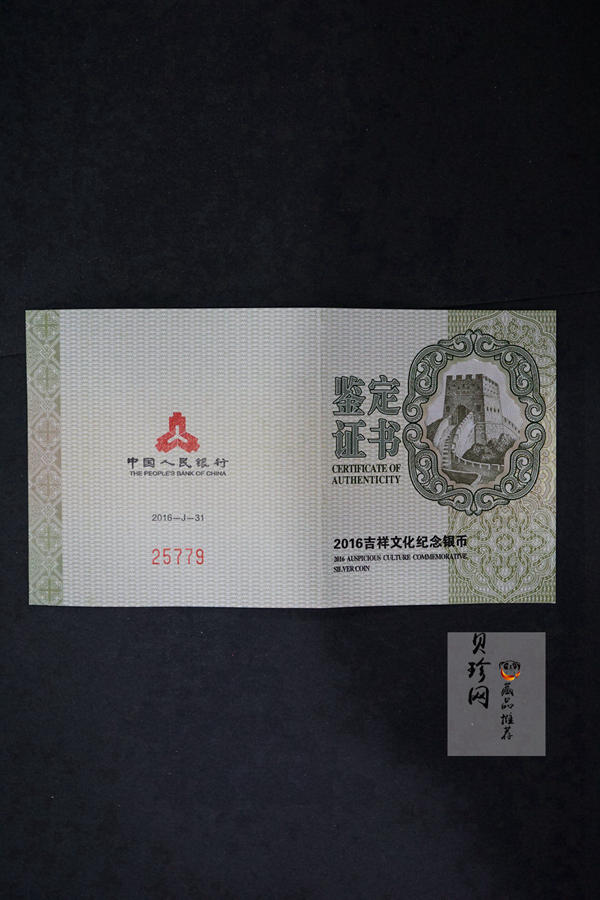 中国人民银行
THE PEOPLE'S BANK OF CHINA
2016—J—31
25779
鉴定
证书
CERTIFICATE OF
AUTHENTICITY
2016吉祥文化纪念银币
2016 AUSPICIOUS CULTURE COMMEMORATIVE
SILVER COIN
贝珍网
藏品推荐